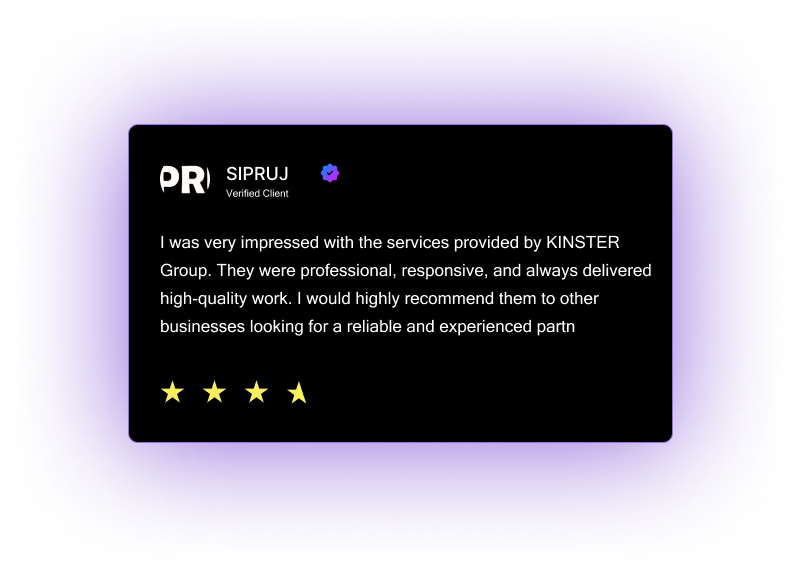 PR
SIPRUJ
Verified Client
I was very impressed with the services provided by KINSTER
Group. They were professional, responsive, and always delivered
high-quality work. I would highly recommend them to other
businesses looking for a reliable and experienced partn